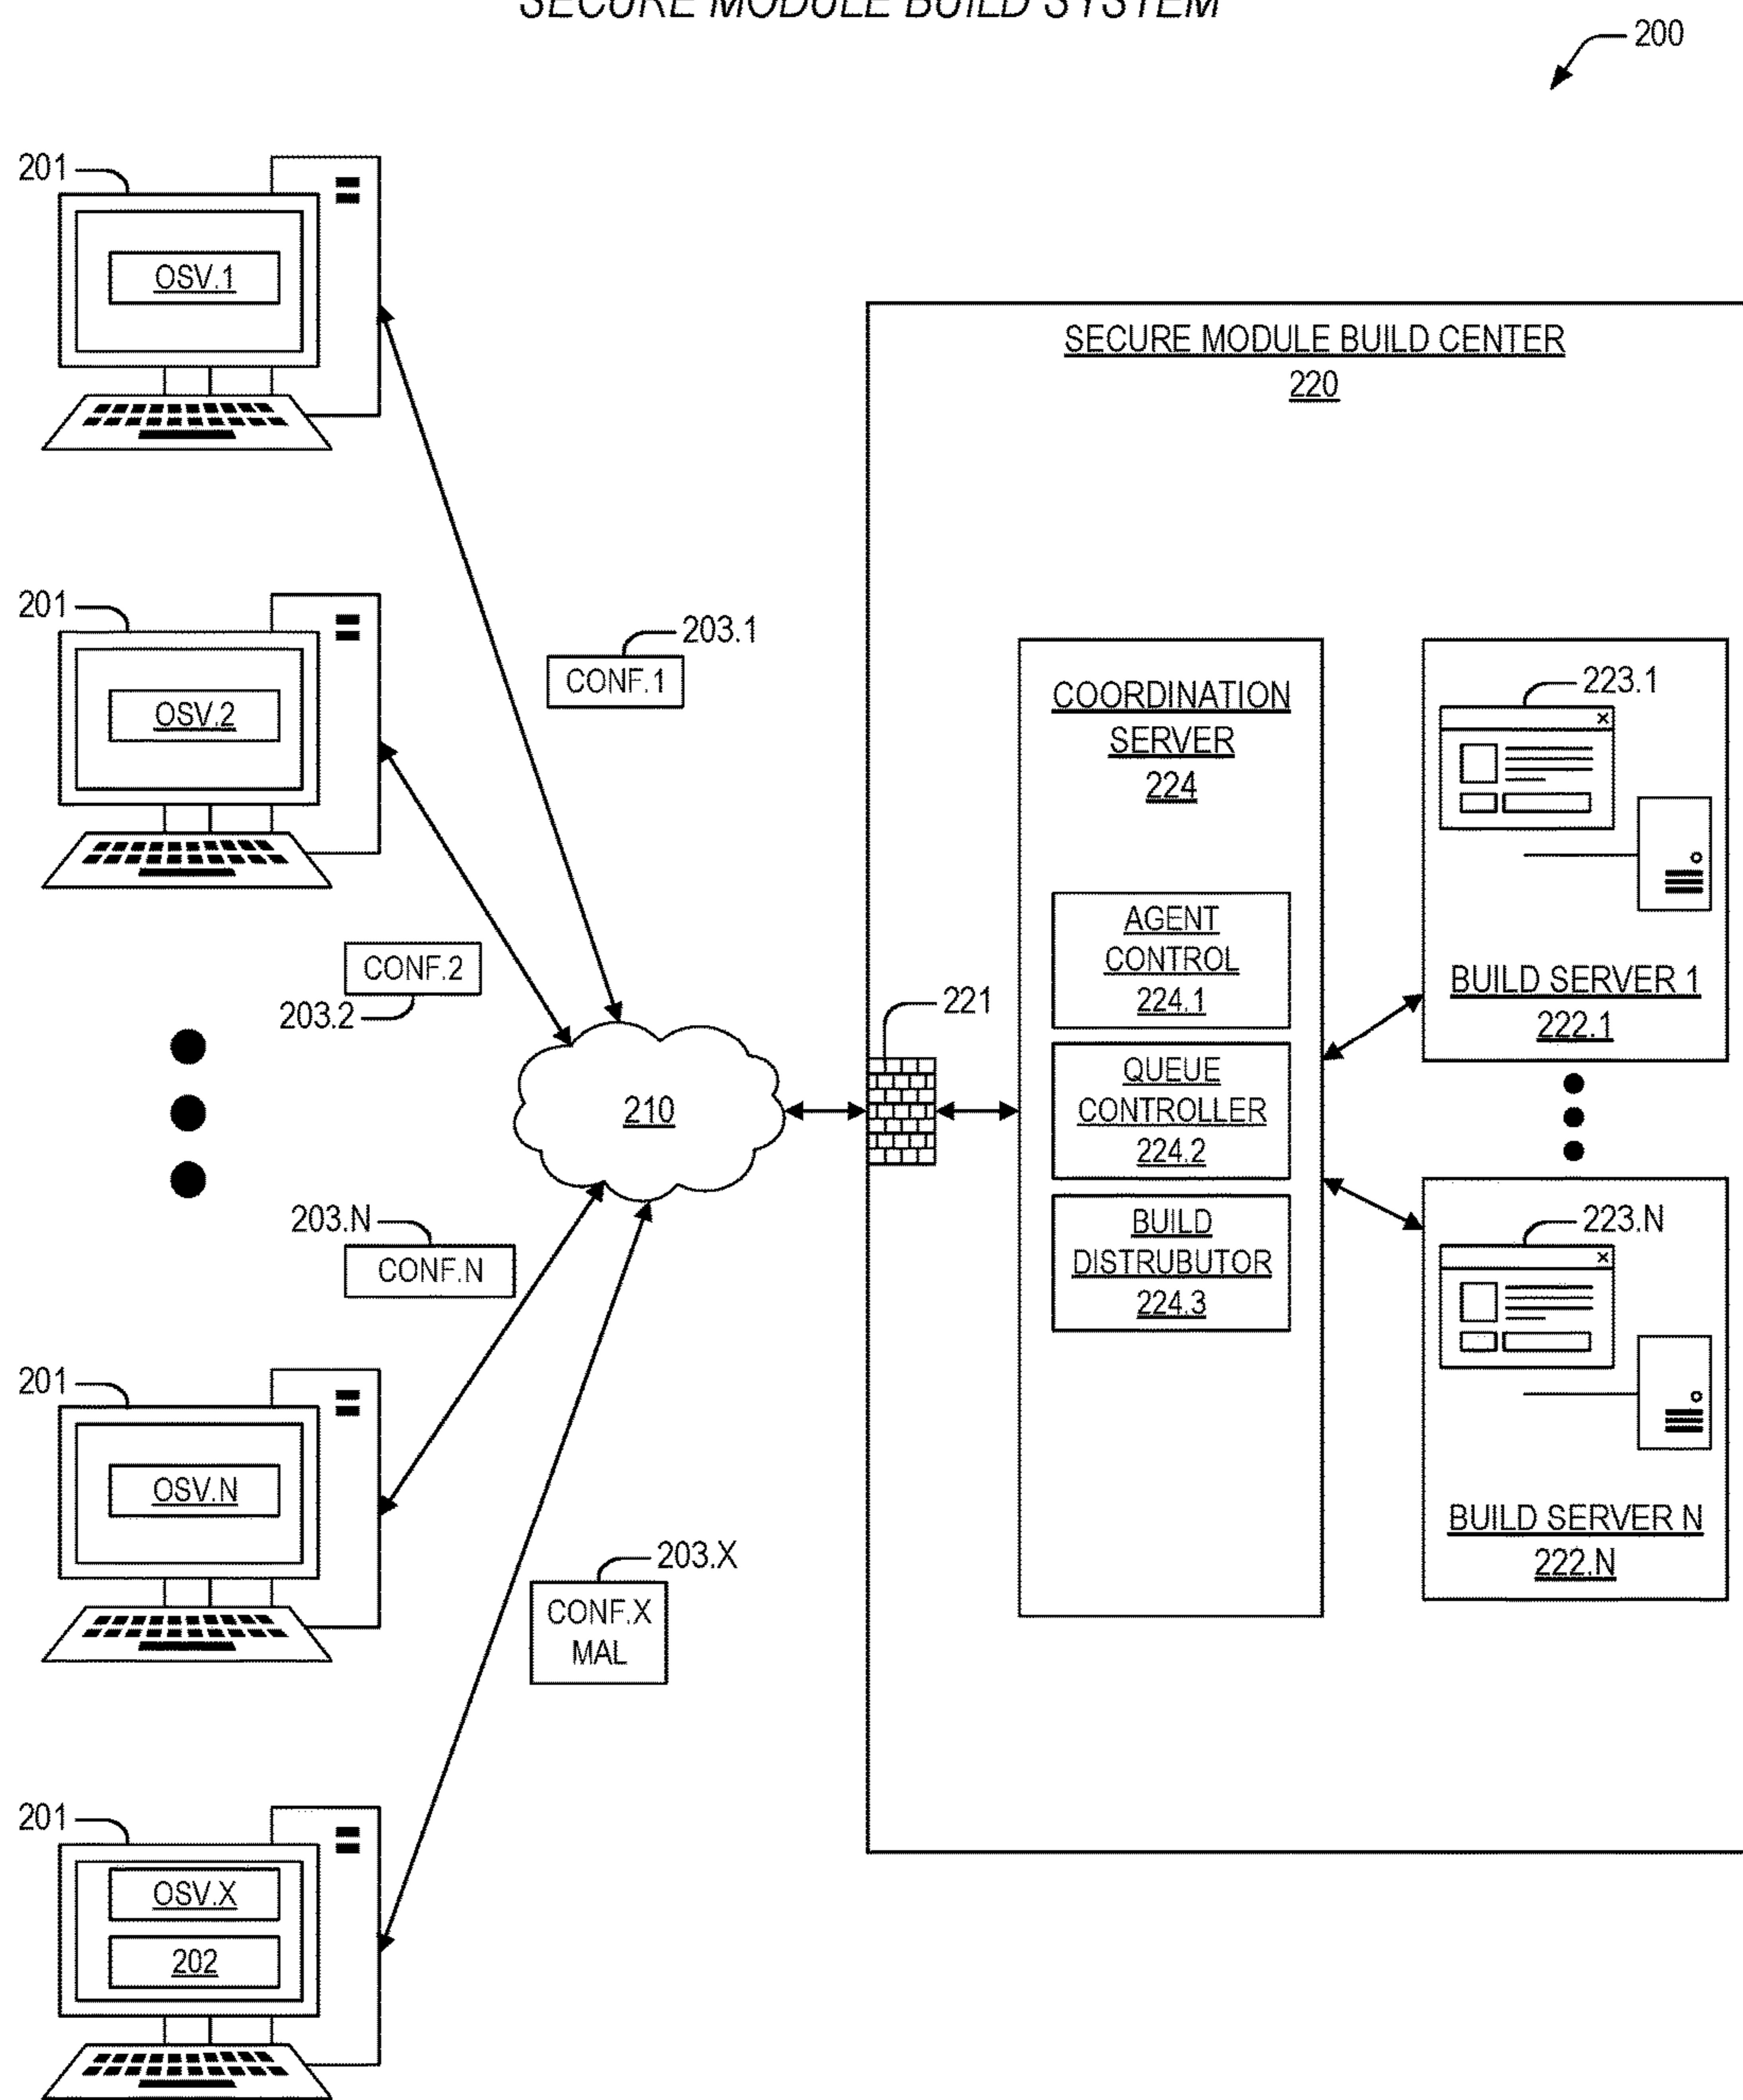 SECURE MODULE BUILD SYSTEM
200
201
OSV.1
SECURE MODULE BUILD CENTER
220
201
OSV.2
203.1
CONF.1
CONF.2
203.2
210
221
COORDINATION
SERVER
224
AGENT
CONTROL
224.1
QUEUE
CONTROLLER
224.2
BUILD
DISTRUBUTOR
224.3
223.1
BUILD SERVER 1
222.1
223.N
BUILD SERVER N
222.N
203.N
CONF.N
201
OSV.N
203.X
CONF.X
MAL
201
OSV.X
202